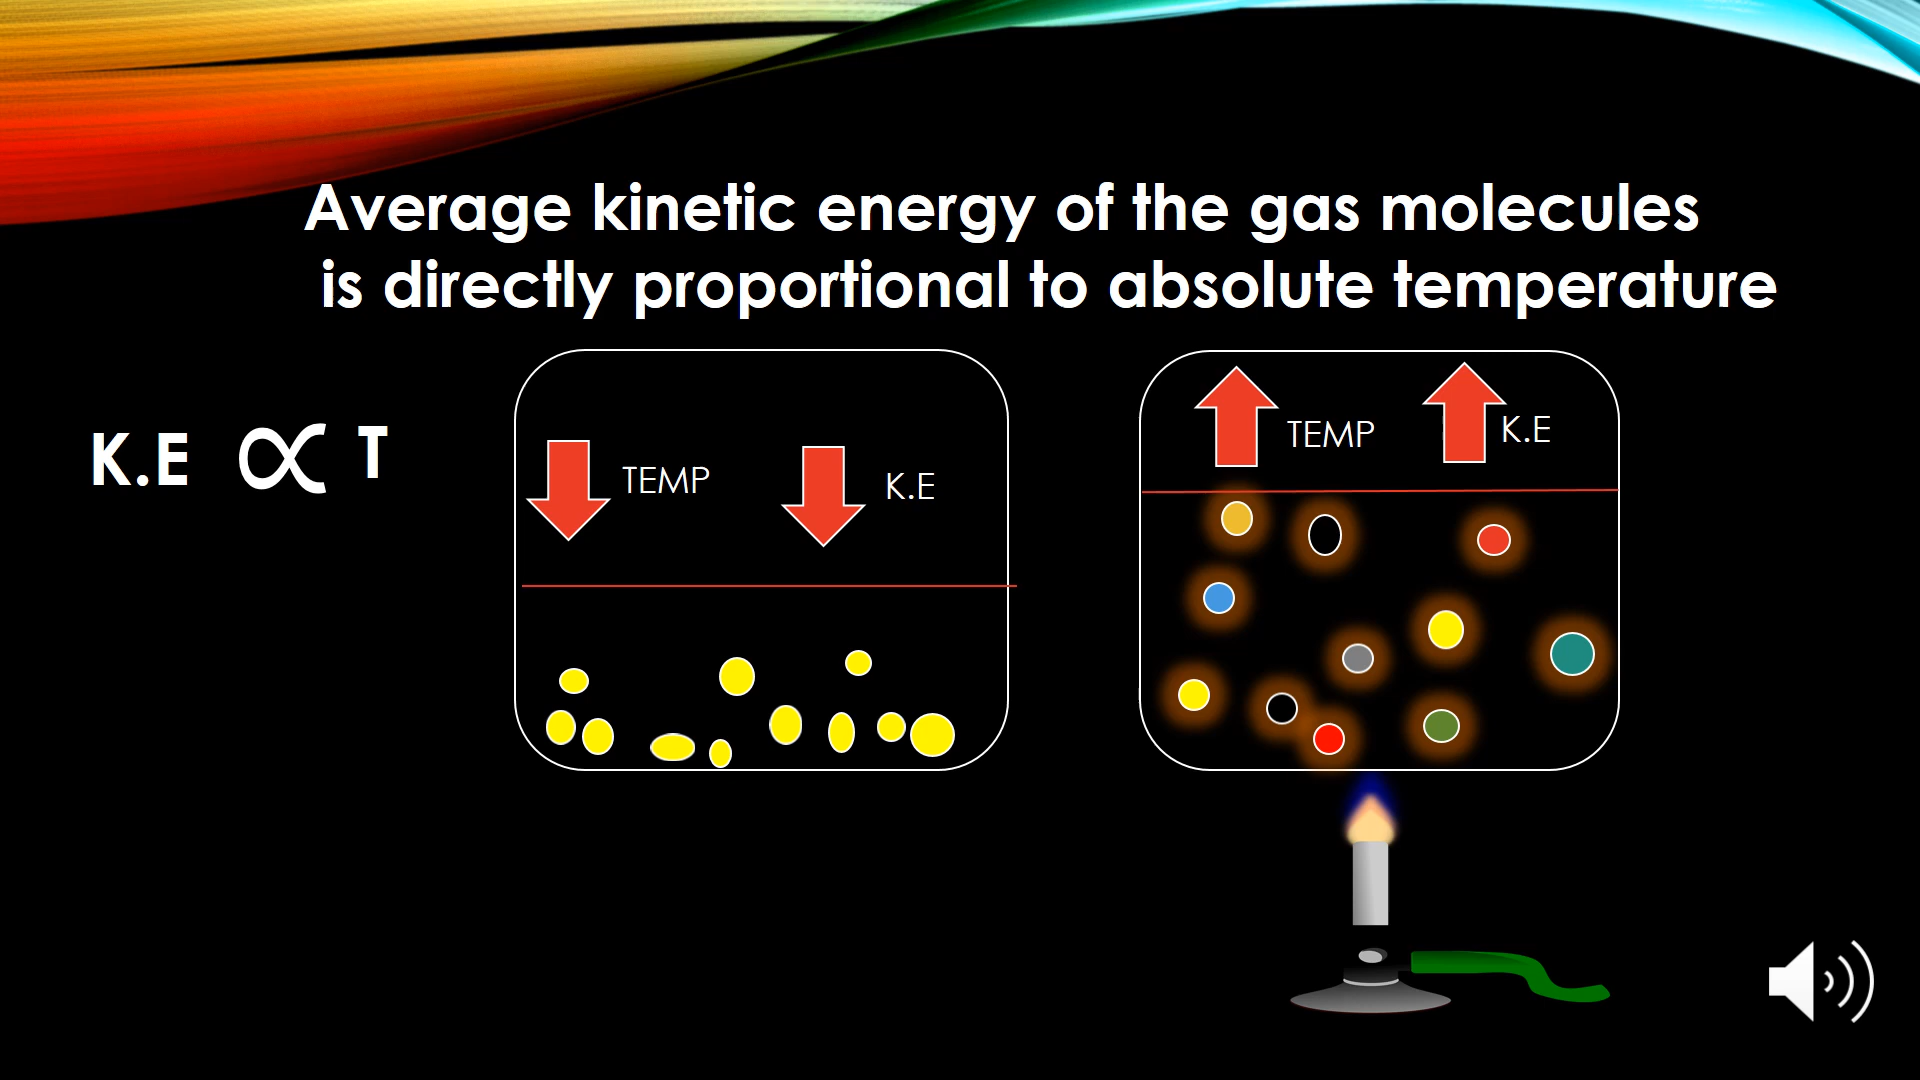 Average kinetic energy of the gas molecules
is directly proportional to absolute temperature
K.E ∝ T
TEMP K.E
TEMP K.E